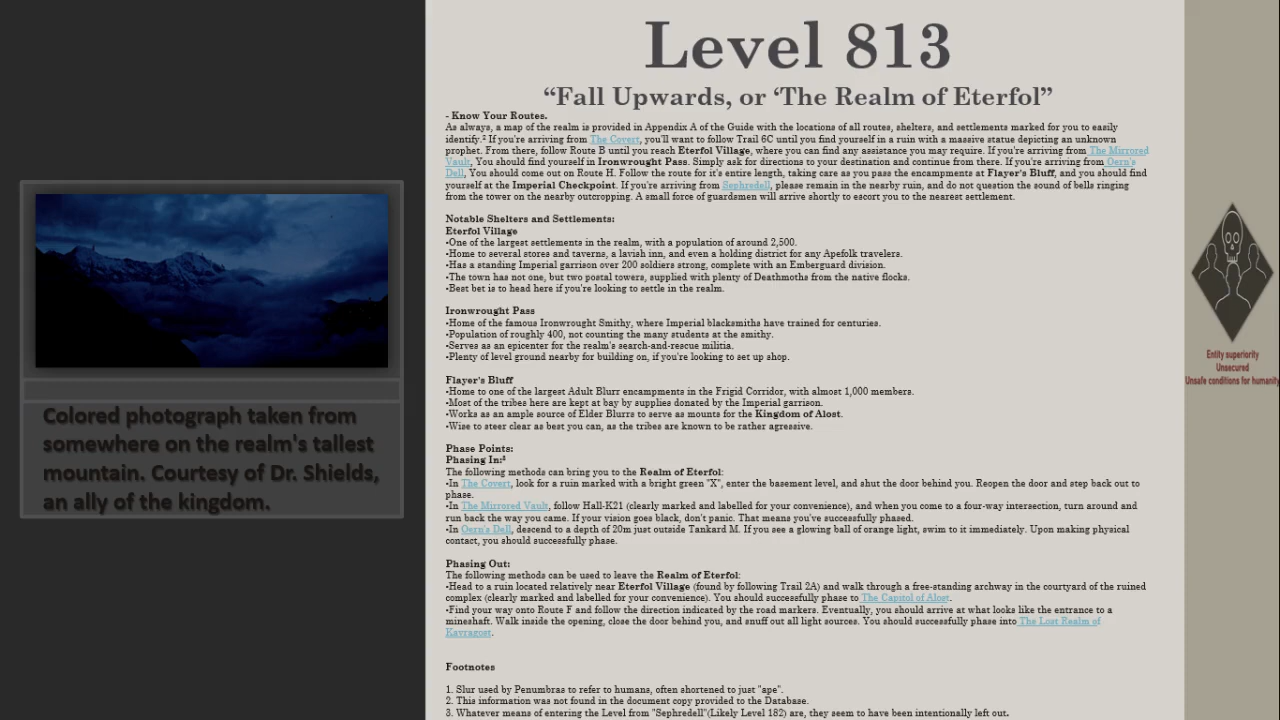 Level 813
“Fall Upwards, or ‘The Realm of Eterfol”
- Know Your Routes.
As always, a map of the realm is provided in Appendix A of the Guide with the locations of all routes, shelters, and settlements marked for you to easily
identify.² If you're arriving from The Covert, you'll want to follow Trail 6C until you find yourself in a ruin with a massive statue depicting an unknown
prophet. From there, follow Route B until you reach Eterfol Village, where you can find any assistance you may require. If you're arriving from The Mirrored
Vault, You should find yourself in Ironwrought Pass. Simply ask for directions to your destination and continue from there. If you're arriving from Oern's
Dell, You should come out on Route H. Follow the route for it's entire length, taking care as you pass the encampments at Flayer's Bluff, and you should find
yourself at the Imperial Checkpoint. If you're arriving from Sephredell, please remain in the nearby ruin, and do not question the sound of bells ringing
from the tower on the nearby outcropping. A small force of guardsmen will arrive shortly to escort you to the nearest settlement.
Notable Shelters and Settlements:
Eterfol Village
•One of the largest settlements in the realm, with a population of around 2,500.
•Home to several stores and taverns, a lavish inn, and even a holding district for any Apefolk travelers.
•Has a standing Imperial garrison over 200 soldiers strong, complete with an Emberguard division.
•The town has not one, but two postal towers, supplied with plenty of Deathmoths from the native flocks.
•Best bet is to head here if you're looking to settle in the realm.
Ironwrought Pass
•Home of the famous Ironwrought Smithy, where Imperial blacksmiths have trained for centuries.
•Population of roughly 400, not counting the many students at the smithy.
•Serves as an epicenter for the realm's search-and-rescue militia.
•Plenty of level ground nearby for building on, if you're looking to set up shop.
Flayer's Bluff
•Home to one of the largest Adult Blurr encampments in the Frigid Corridor, with almost 1,000 members.
•Most of the tribes here are kept at bay by supplies donated by the Imperial garrison.
•Works as an ample source of Elder Blurrs to serve as mounts for the Kingdom of Alost.
•Wise to steer clear as best you can, as the tribes are known to be rather agressive.
Phase Points:
Phasing In:³
The following methods can bring you to the Realm of Eterfol:
•In The Covert, look for a ruin marked with a bright green "X", enter the basement level, and shut the door behind you. Reopen the door and step back out to
phase.
•In The Mirrored Vault, follow Hall-K21 (clearly marked and labelled for your convenience), and when you come to a four-way intersection, turn around and
run back the way you came. If your vision goes black, don't panic. That means you've successfully phased.
•In Oern's Dell, descend to a depth of 20m just outside Tankard M. If you see a glowing ball of orange light, swim to it immediately. Upon making physical
contact, you should successfully phase.
Phasing Out:
The following methods can be used to leave the Realm of Eterfol:
•Head to a ruin located relatively near Eterfol Village (found by following Trail 2A) and walk through a free-standing archway in the courtyard of the ruined
complex (clearly marked and labelled for your convenience). You should successfully phase to The Capitol of Alost.
•Find your way onto Route F and follow the direction indicated by the road markers. Eventually, you should arrive at what looks like the entrance to a
mineshaft. Walk inside the opening, close the door behind you, and snuff out all light sources. You should successfully phase into The Lost Realm of
Kavragost.
Footnotes
1. Slur used by Penumbras to refer to humans, often shortened to just "ape".
2. This information was not found in the document copy provided to the Database.
3. Whatever means of entering the Level from "Sephredell"(Likely Level 182) are, they seem to have been intentionally left out.
Colored photograph taken from
somewhere on the realm's tallest
mountain. Courtesy of Dr. Shields,
an ally of the kingdom.
Entity superiority
Unsecured
Unsafe conditions for humanity